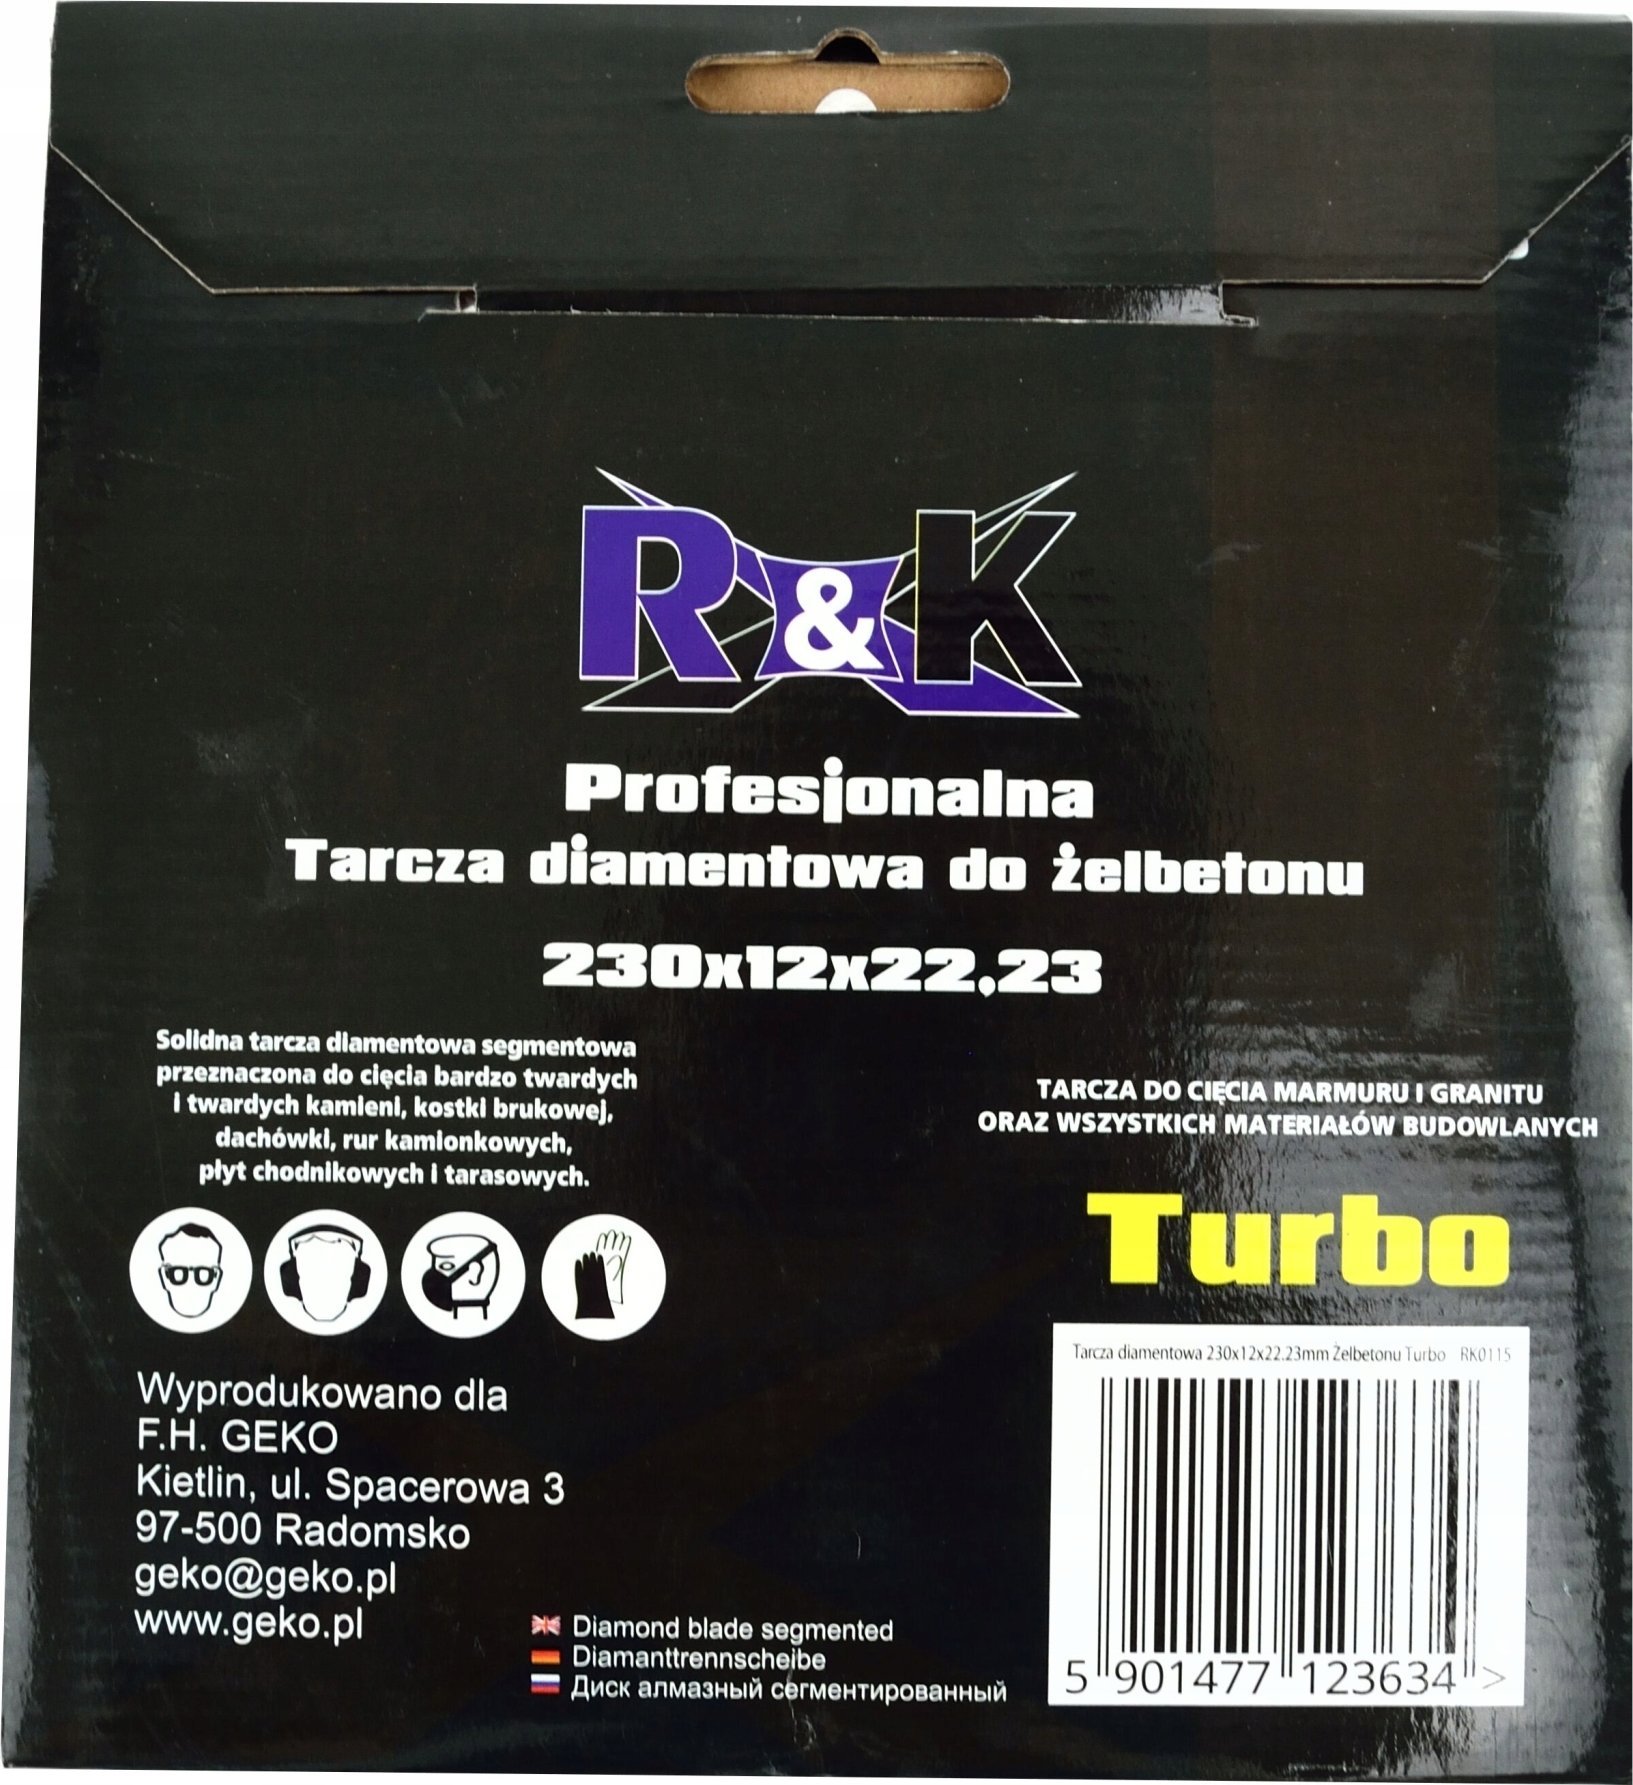 R&K
Profesjonalna
Tarcza diamentowa do żelbetonu
230x12x22,23
Solidna tarcza diamentowa segmentowa
przeznaczona do cięcia bardzo twardych
i twardych kamieni, kostki brukowej,
dachówki, rur kamionkowych,
płyt chodnikowych i tarasowych.
TARCZA DO CIĘCIA MARMURU I GRANITU
ORAZ WSZYSTKICH MATERIAŁÓW BUDOWLANYCH
Turbo
Wyprodukowano dla
F.H. GEKO
Kietlin, ul. Spacerowa 3
97-500 Radomsko
geko@geko.pl
www.geko.pl
Diamond blade segmented
Diamanttrennscheibe
Диск алмазный сегментированный
Tarcza diamentowa 230x12x22.23mm Żelbetonu Turbo RK0115
5 901477 123634 >